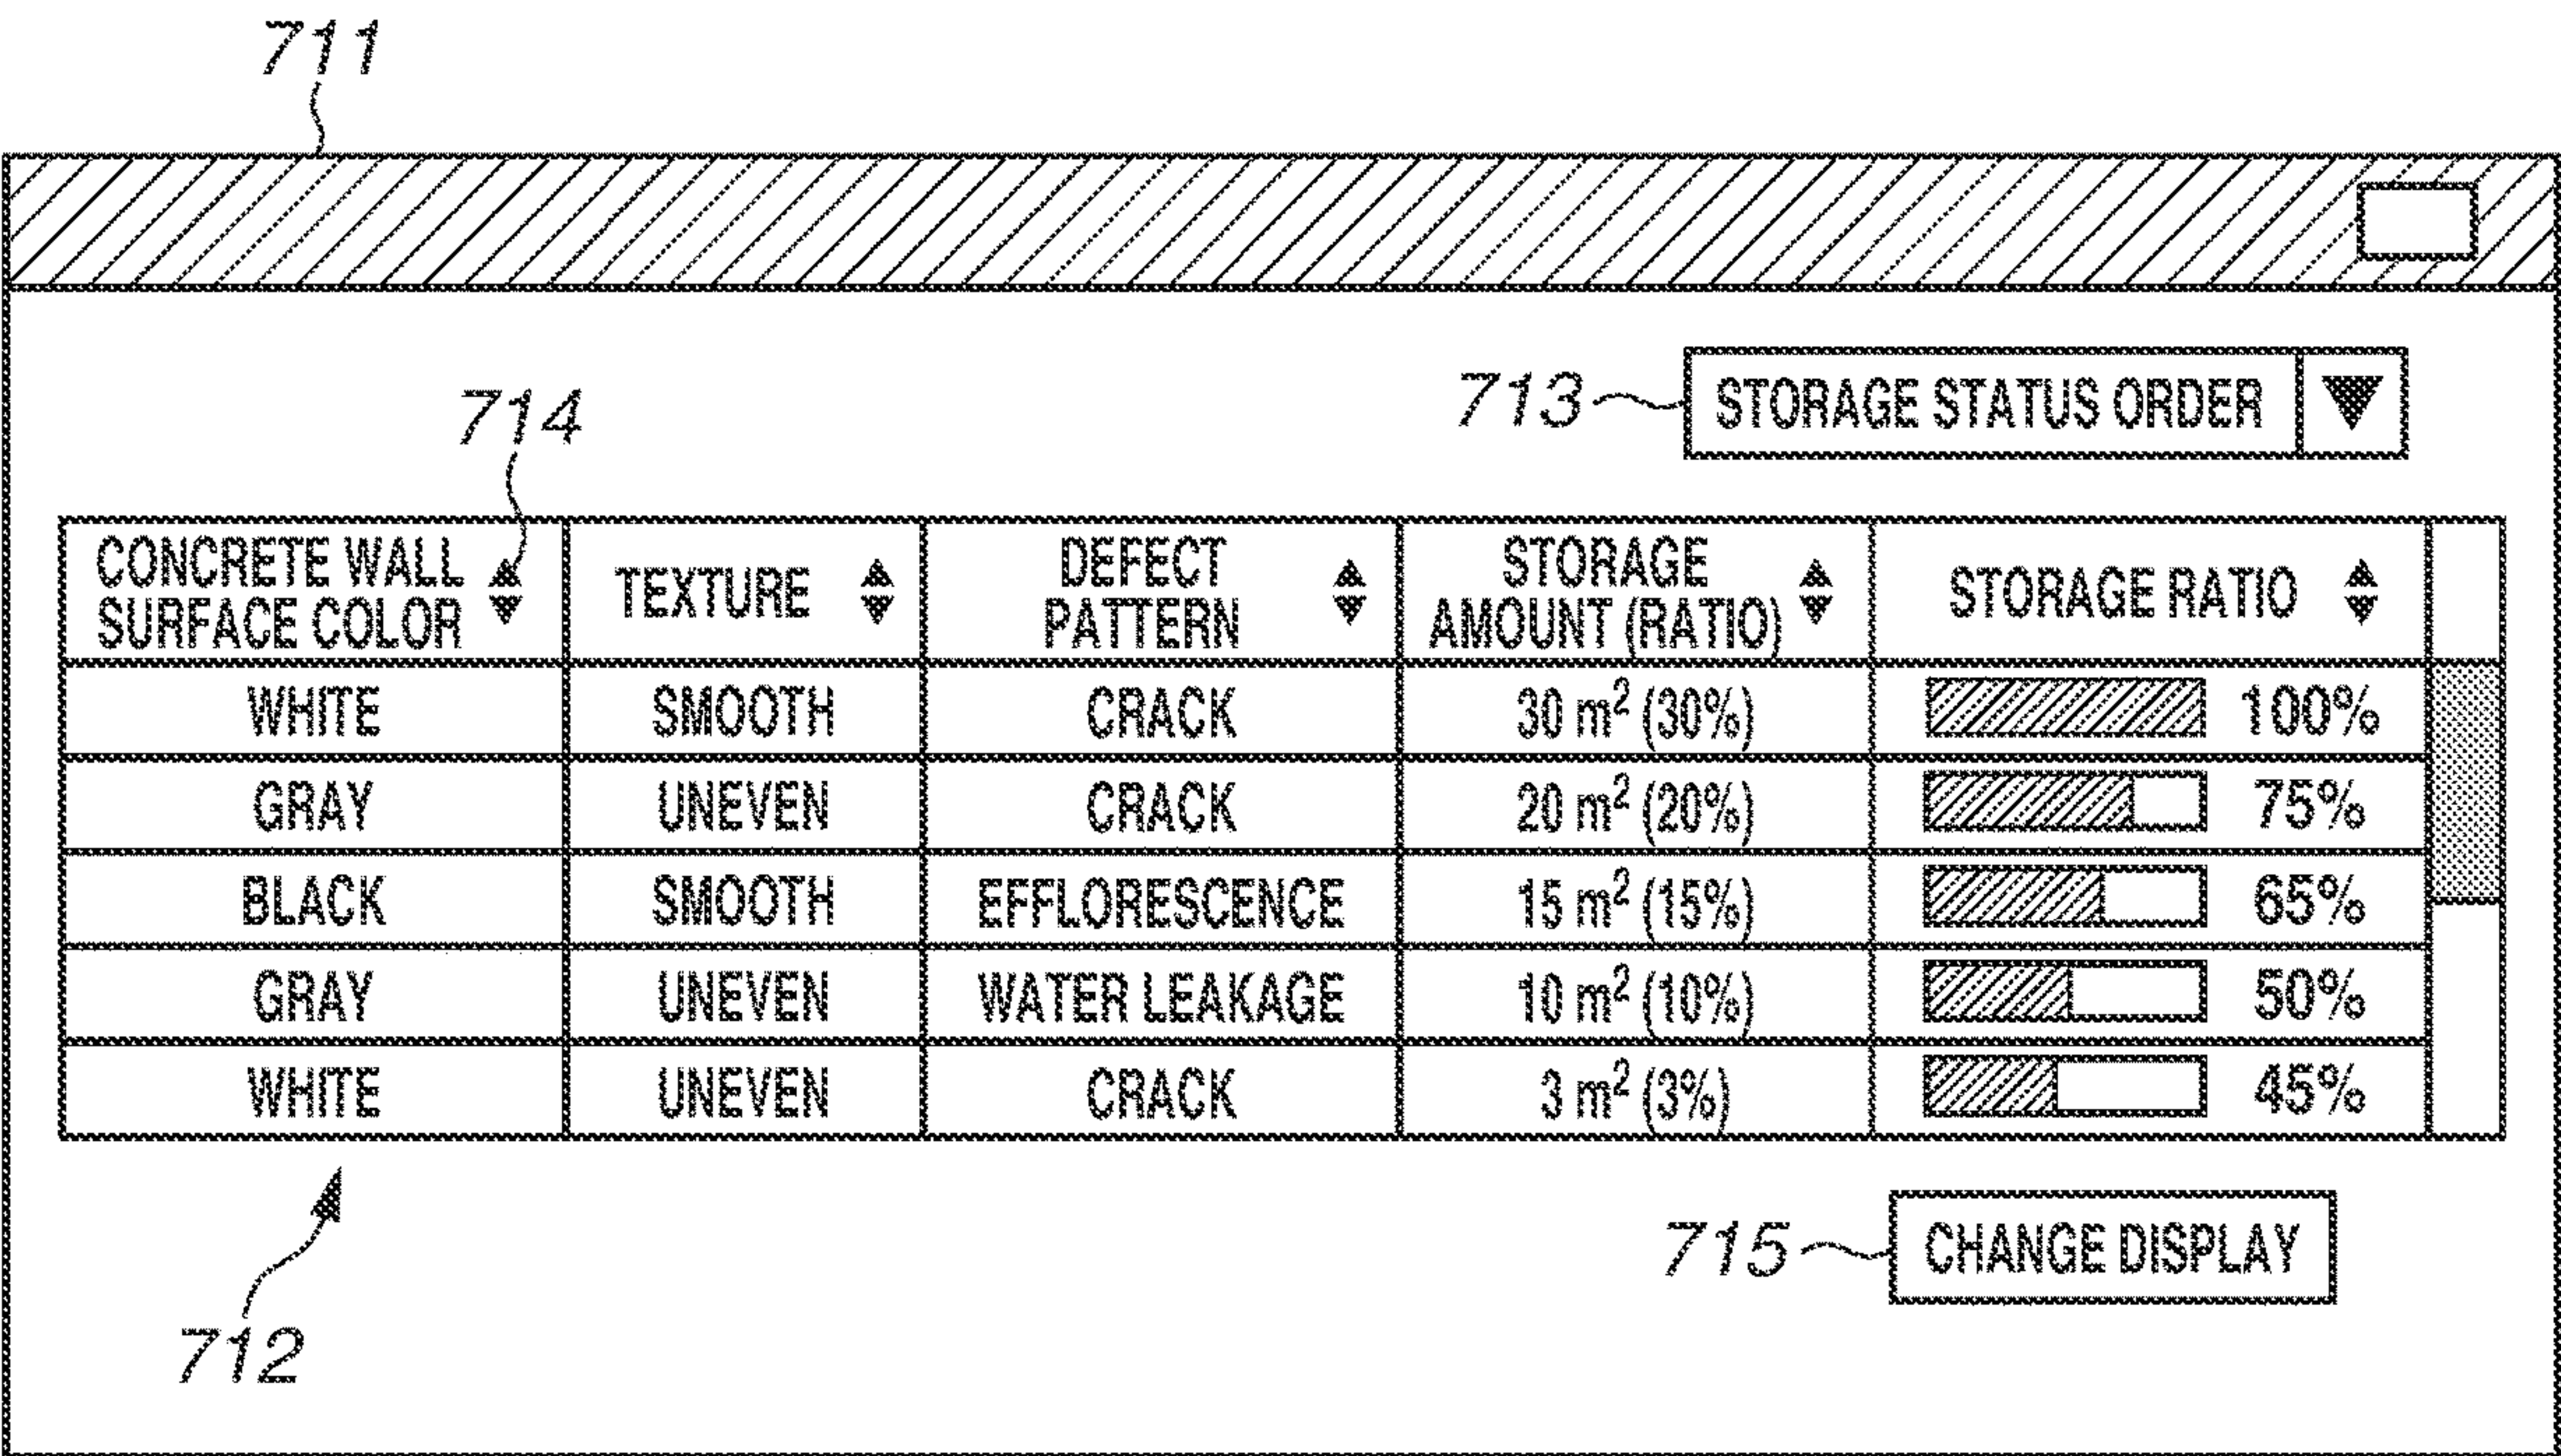 711
713 STORAGE STATUS ORDER
714
CONCRETE WALL SURFACE COLOR TEXTURE DEFECT PATTERN STORAGE AMOUNT (RATIO) STORAGE RATIO
WHITE SMOOTH CRACK 30 m² (30%) 100%
GRAY UNEVEN CRACK 20 m² (20%) 75%
BLACK SMOOTH EFFLORESCENCE 15 m² (15%) 65%
GRAY UNEVEN WATER LEAKAGE 10 m² (10%) 50%
WHITE UNEVEN CRACK 3 m² (3%) 45%
715 CHANGE DISPLAY
712